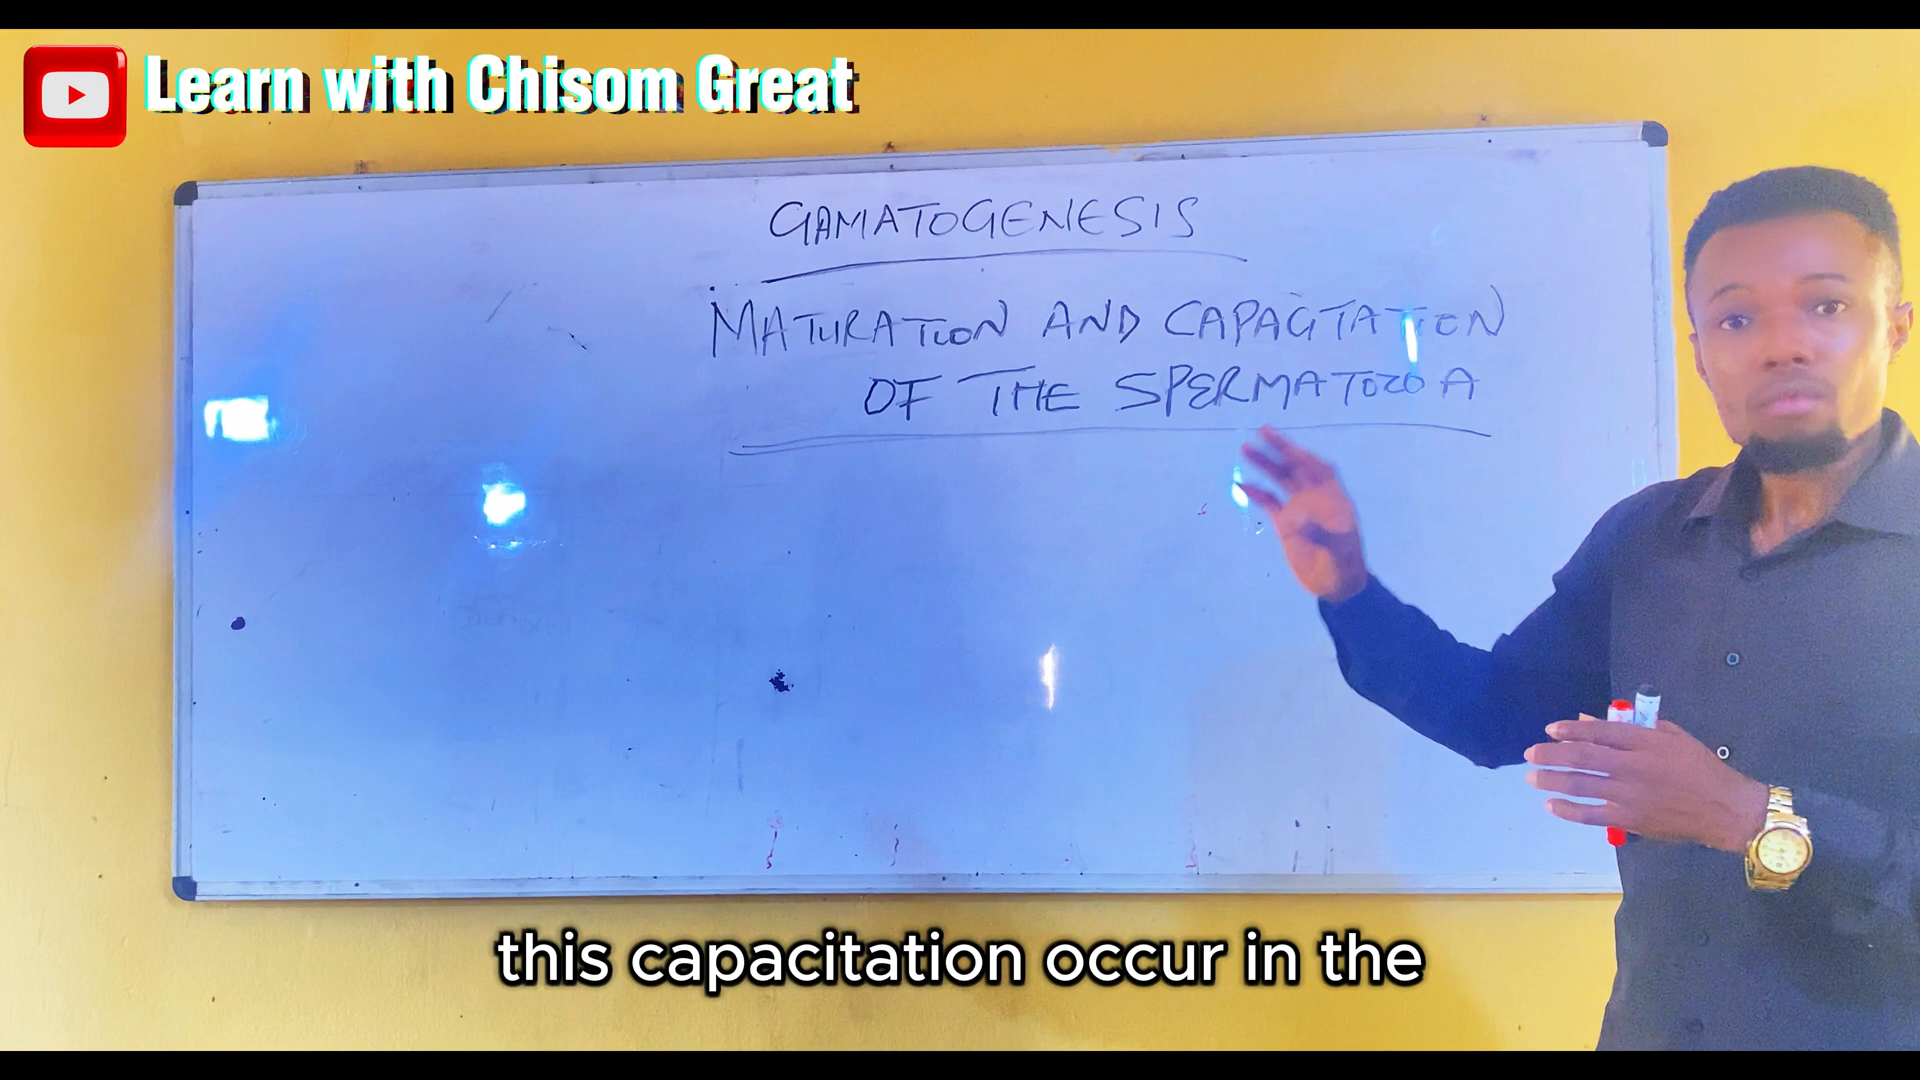 Learn with Chisom Great
GAMATOGENESIS
MATURATION AND CAPACITATION
OF THE SPERMATOZOA
this capacitation occur in the